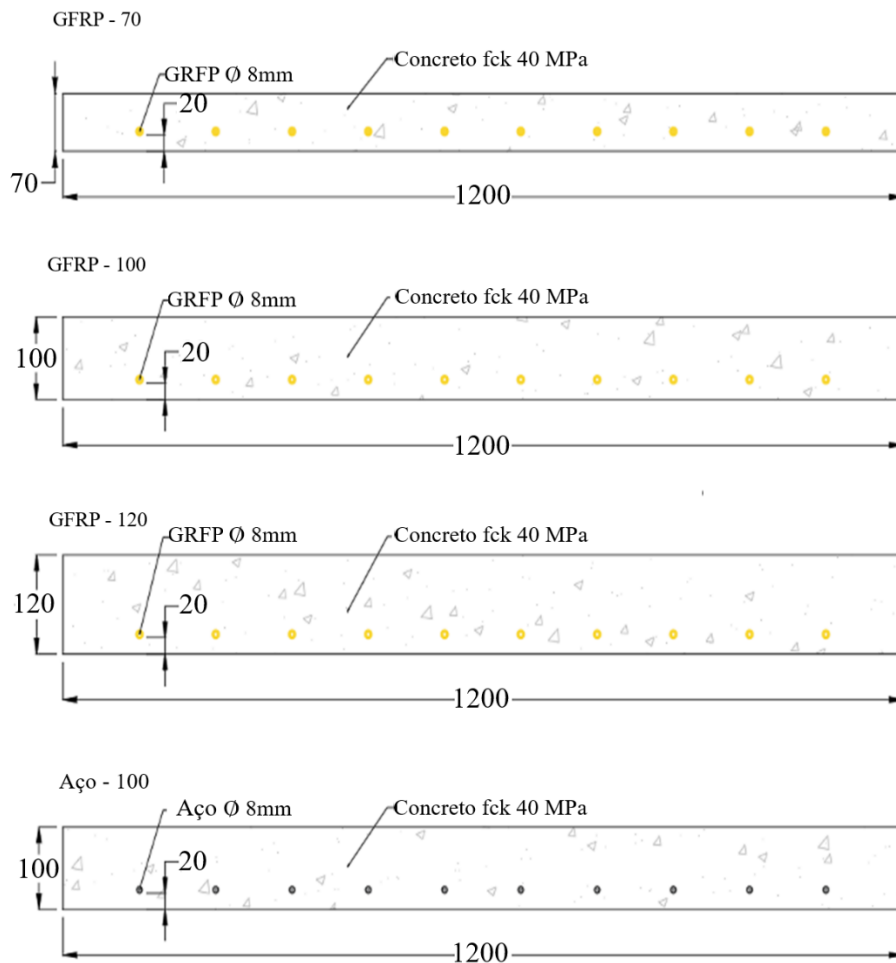 GFRP - 70
GRFP Ø 8mm
Concreto fck 40 MPa
20
70
1200
GFRP - 100
GRFP Ø 8mm
Concreto fck 40 MPa
100
20
1200
GFRP - 120
GRFP Ø 8mm
Concreto fck 40 MPa
120
20
1200
Aço - 100
Aço Ø 8mm
Concreto fck 40 MPa
100
20
1200